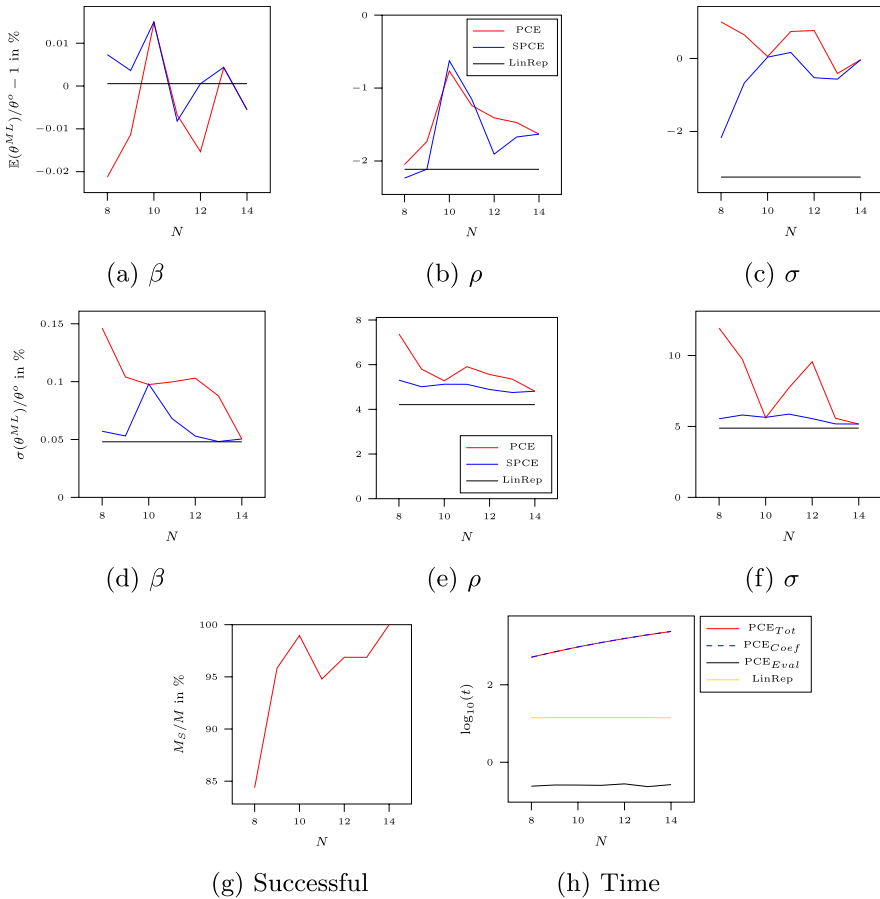 𝔼(θ^{ML})/θ^o − 1 in %
0.01
0
−0.01
−0.02
8 10 12 14
N
(a) β
0
−1
−2
PCE
SPCE
LinRep
8 10 12 14
N
(b) ρ
0
−2
8 10 12 14
N
(c) σ
σ(θ^{ML})/θ^o in %
0.15
0.1
0.05
0
8 10 12 14
N
(d) β
8
6
4
2
0
PCE
SPCE
LinRep
8 10 12 14
N
(e) ρ
10
5
0
8 10 12 14
N
(f) σ
M_S/M in %
100
95
90
85
8 10 12 14
N
(g) Successful
log_{10}(t)
2
0
8 10 12 14
N
PCE_{Tot}
PCE_{Coef}
PCE_{Eval}
LinRep
(h) Time